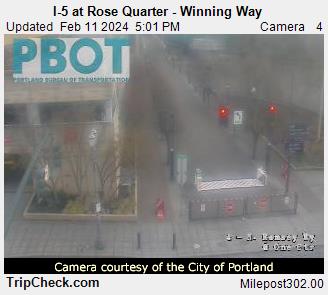 I-5 at Rose Quarter - Winning Way
Updated Feb 11 2024 5:01 PM Camera 4
PBOT
PORTLAND BUREAU OF TRANSPORTATION
Camera courtesy of the City of Portland
TripCheck.com Milepost302.00